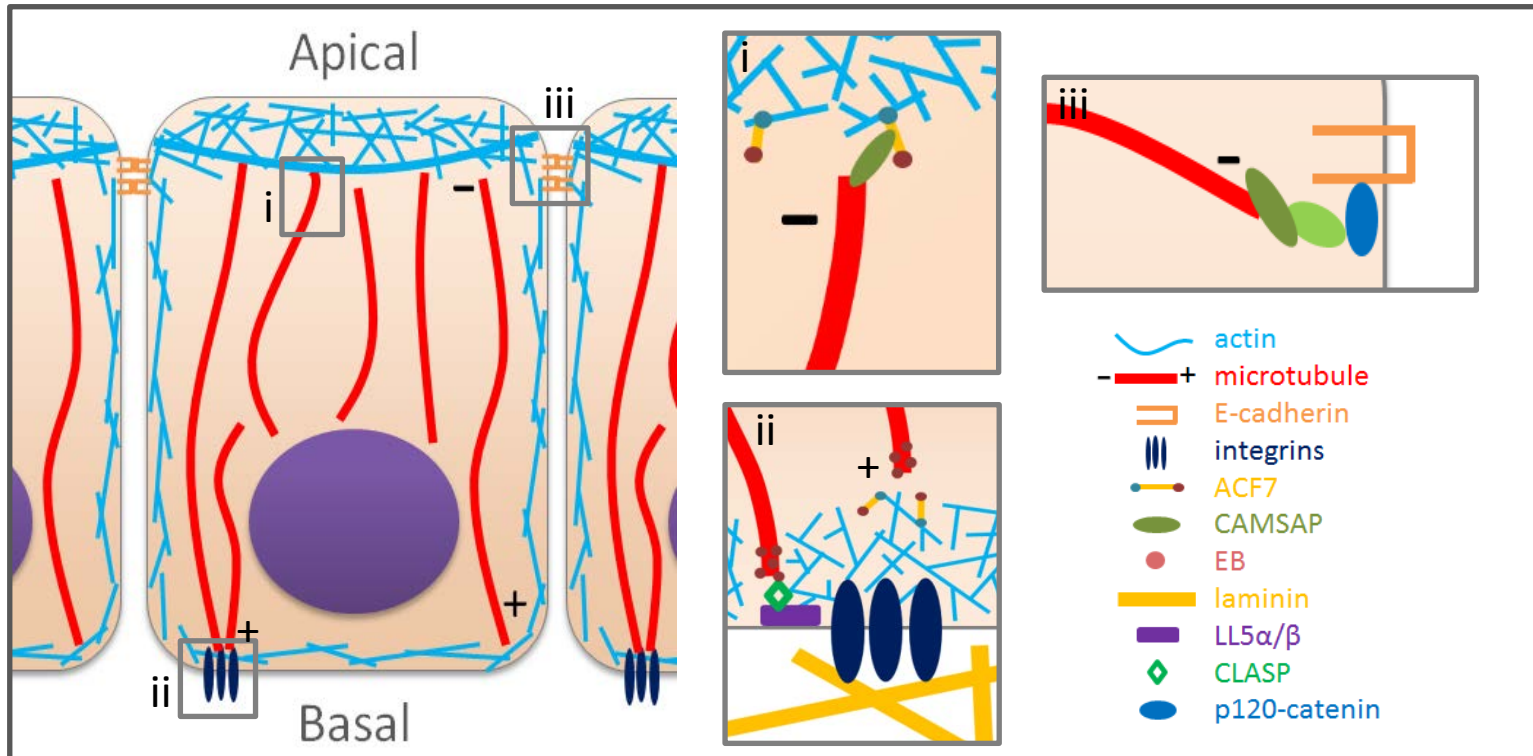 Apical
iii
i
-
ii
+
+
Basal
i
-
ii
+
iii
-
actin
- + microtubule
E-cadherin
integrins
ACF7
CAMSAP
EB
laminin
LL5α/β
CLASP
p120-catenin